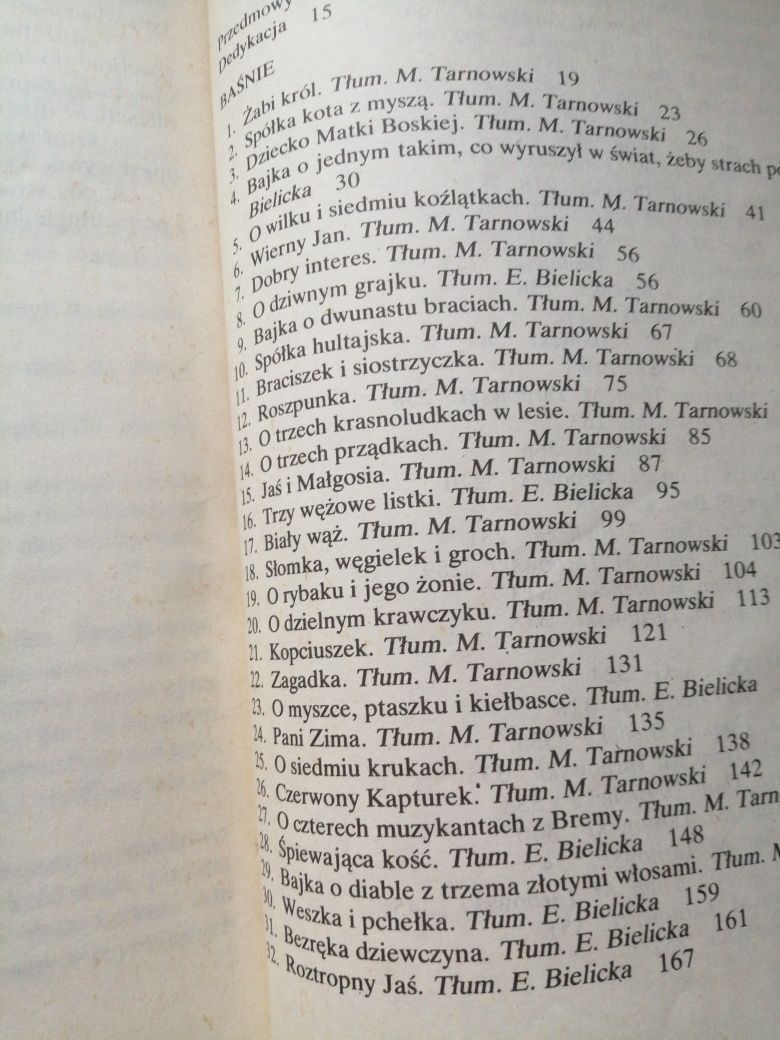 Przedmowy
Dedykacja 15
BAŚNIE
1. Żabi król. Tłum. M. Tarnowski 19
2. Spółka kota z myszą. Tłum. M. Tarnowski 23
3. Dziecko Matki Boskiej. Tłum. M. Tarnowski 26
4. Bajka o jednym takim, co wyruszył w świat, żeby strach
Bielicka 30
5. O wilku i siedmiu koźlątkach. Tłum. M. Tarnowski 41
6. Wierny Jan. Tłum. M. Tarnowski 44
7. Dobry interes. Tłum. M. Tarnowski 56
8. O dziwnym grajku. Tłum. E. Bielicka 56
9. Bajka o dwunastu braciach. Tłum. M. Tarnowski 60
10. Spółka hultajska. Tłum. M. Tarnowski 67
11. Braciszek i siostrzyczka. Tłum. M. Tarnowski 68
12. Roszpunka. Tłum. M. Tarnowski 75
13. O trzech krasnoludkach w lesie. Tłum. M. Tarnowski
14. O trzech prządkach. Tłum. M. Tarnowski 85
15. Jaś i Małgosia. Tłum. M. Tarnowski 87
16. Trzy wężowe listki. Tłum. E. Bielicka 95
17. Biały wąż. Tłum. M. Tarnowski 99
18. Słomka, węgielek i groch. Tłum. M. Tarnowski 103
19. O rybaku i jego żonie. Tłum. M. Tarnowski 104
20. O dzielnym krawczyku. Tłum. M. Tarnowski 113
21. Kopciuszek. Tłum. M. Tarnowski 121
22. Zagadka. Tłum. M. Tarnowski 131
23. O myszce, ptaszku i kiełbasce. Tłum. E. Bielicka
24. Pani Zima. Tłum. M. Tarnowski 135
25. O siedmiu krukach. Tłum. M. Tarnowski 138
26. Czerwony Kapturek. Tłum. M. Tarnowski 142
27. O czterech muzykantach z Bremy. Tłum. M. Tarn
28. Śpiewająca kość. Tłum. E. Bielicka 148
29. Bajka o diable z trzema złotymi włosami. Tłum. M
30. Weszka i pchełka. Tłum. E. Bielicka 159
31. Bezręka dziewczyna. Tłum. E. Bielicka 161
32. Roztropny Jaś. Tłum. E. Bielicka 167